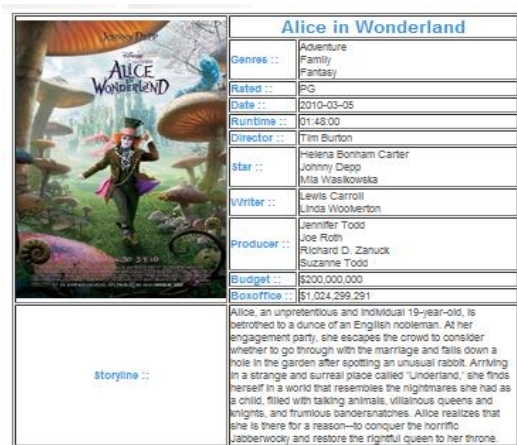 Johnny Depp
Disney
ALICE
IN
WONDERLAND
IN 3D 3.5.10
Alice in Wonderland
Genres ::
Adventure
Family
Fantasy
Rated ::
PG
Date ::
2010-03-05
Runtime ::
01:48:00
Director ::
Tim Burton
Star ::
Helena Bonham Carter
Johnny Depp
Mia Wasikowska
Writer ::
Lewis Carroll
Linda Woolverton
Producer ::
Jennifer Todd
Joe Roth
Richard D. Zanuck
Suzanne Todd
Budget ::
$200,000,000
Boxoffice ::
$1,024,299,291
Storyline ::
Alice, an unpretentious and individual 19-year-old, is
betrothed to a dunce of an English nobleman. At her
engagement party, she escapes the crowd to consider
whether to go through with the marriage and falls down a
hole in the garden after spotting an unusual rabbit. Arriving
in a strange and surreal place called "Underland," she finds
herself in a world that resembles the nightmares she had as
a child, filled with talking animals, villainous queens and
knights, and frumious bandersnatches. Alice realizes that
she is there for a reason—to conquer the horrific
Jabberwocky and restore the rightful queen to her throne.